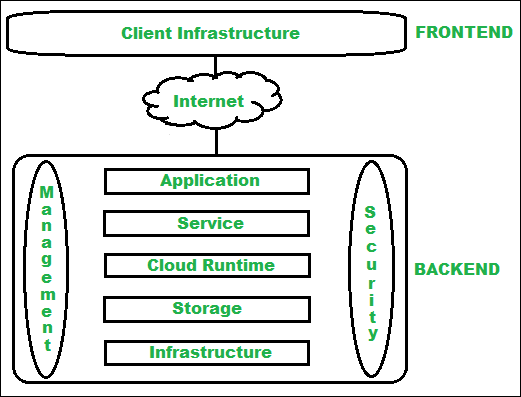 Client Infrastructure
FRONTEND
Internet
Management
Application
Service
Cloud Runtime
Storage
Infrastructure
Security
BACKEND